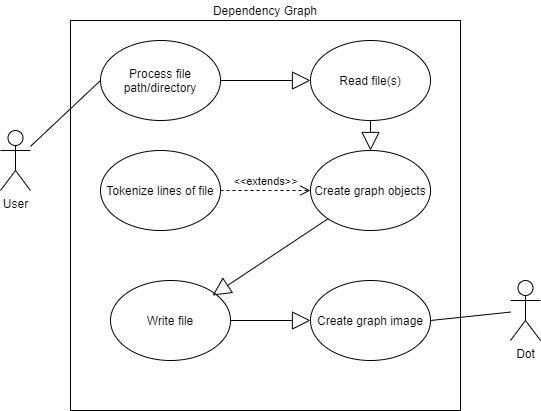 Dependency Graph
Process file
path/directory
Read file(s)
User
Tokenize lines of file
<<extends>>
Create graph objects
Write file
Create graph image
Dot